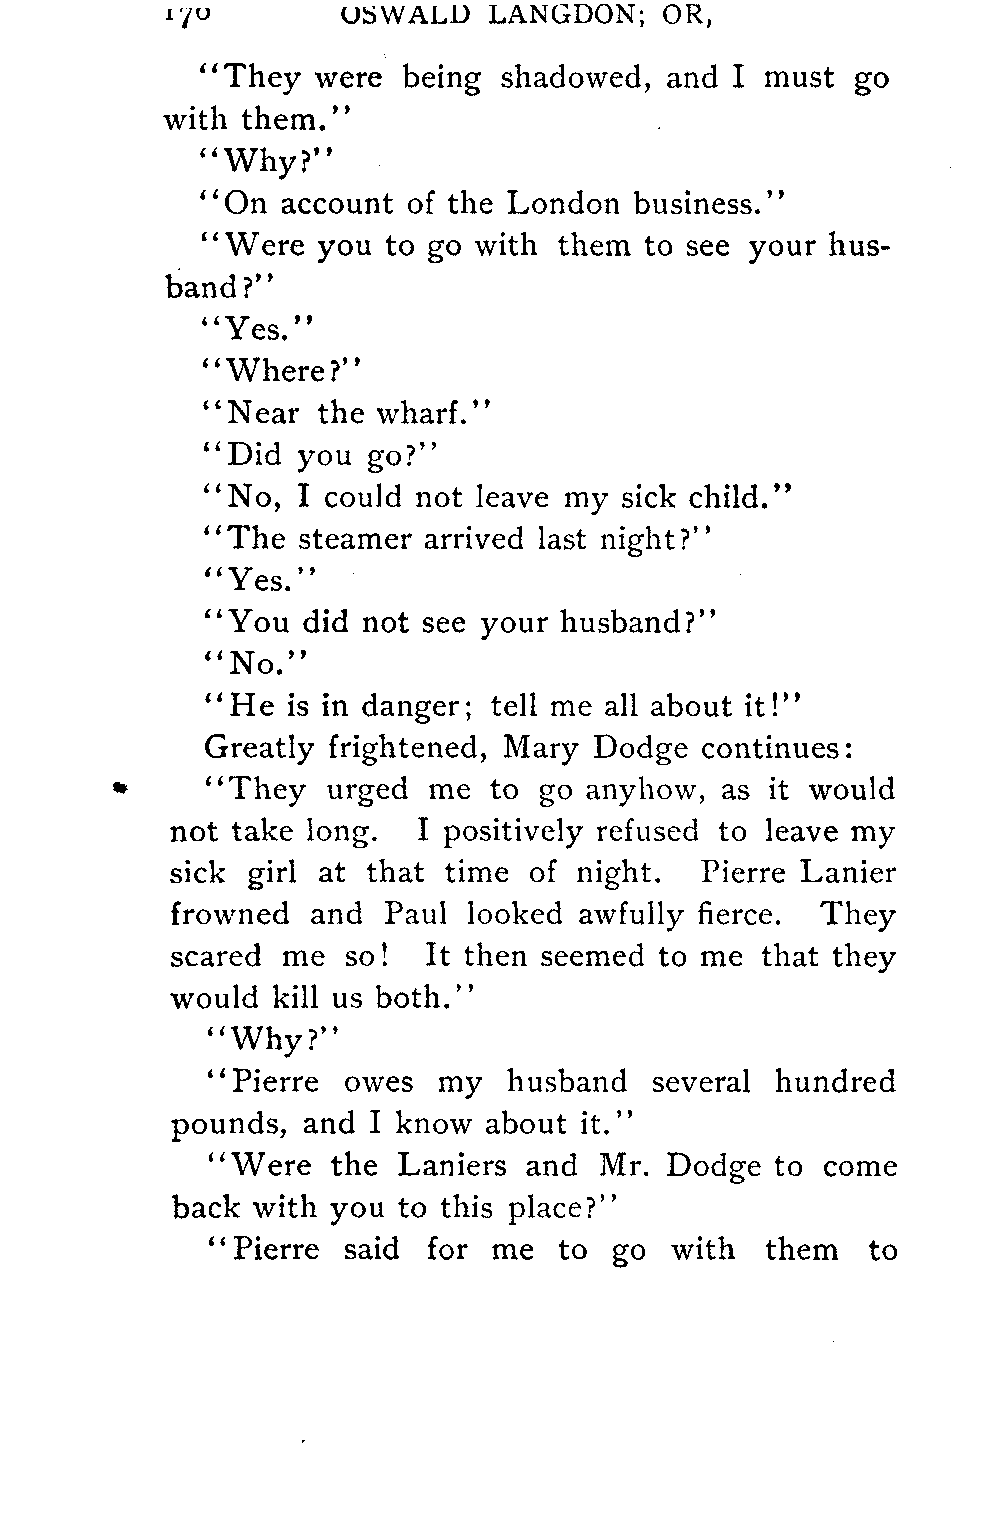 170 OSWALD LANGDON; OR,
"They were being shadowed, and I must go
with them."
"Why?"
"On account of the London business."
"Were you to go with them to see your hus-
band?"
"Yes."
"Where?"
"Near the wharf."
"Did you go?"
"No, I could not leave my sick child."
"The steamer arrived last night?"
"Yes."
"You did not see your husband?"
"No."
"He is in danger; tell me all about it!"
Greatly frightened, Mary Dodge continues:
"They urged me to go anyhow, as it would
not take long. I positively refused to leave my
sick girl at that time of night. Pierre Lanier
frowned and Paul looked awfully fierce. They
scared me so! It then seemed to me that they
would kill us both."
"Why?"
"Pierre owes my husband several hundred
pounds, and I know about it."
"Were the Laniers and Mr. Dodge to come
back with you to this place?"
"Pierre said for me to go with them to